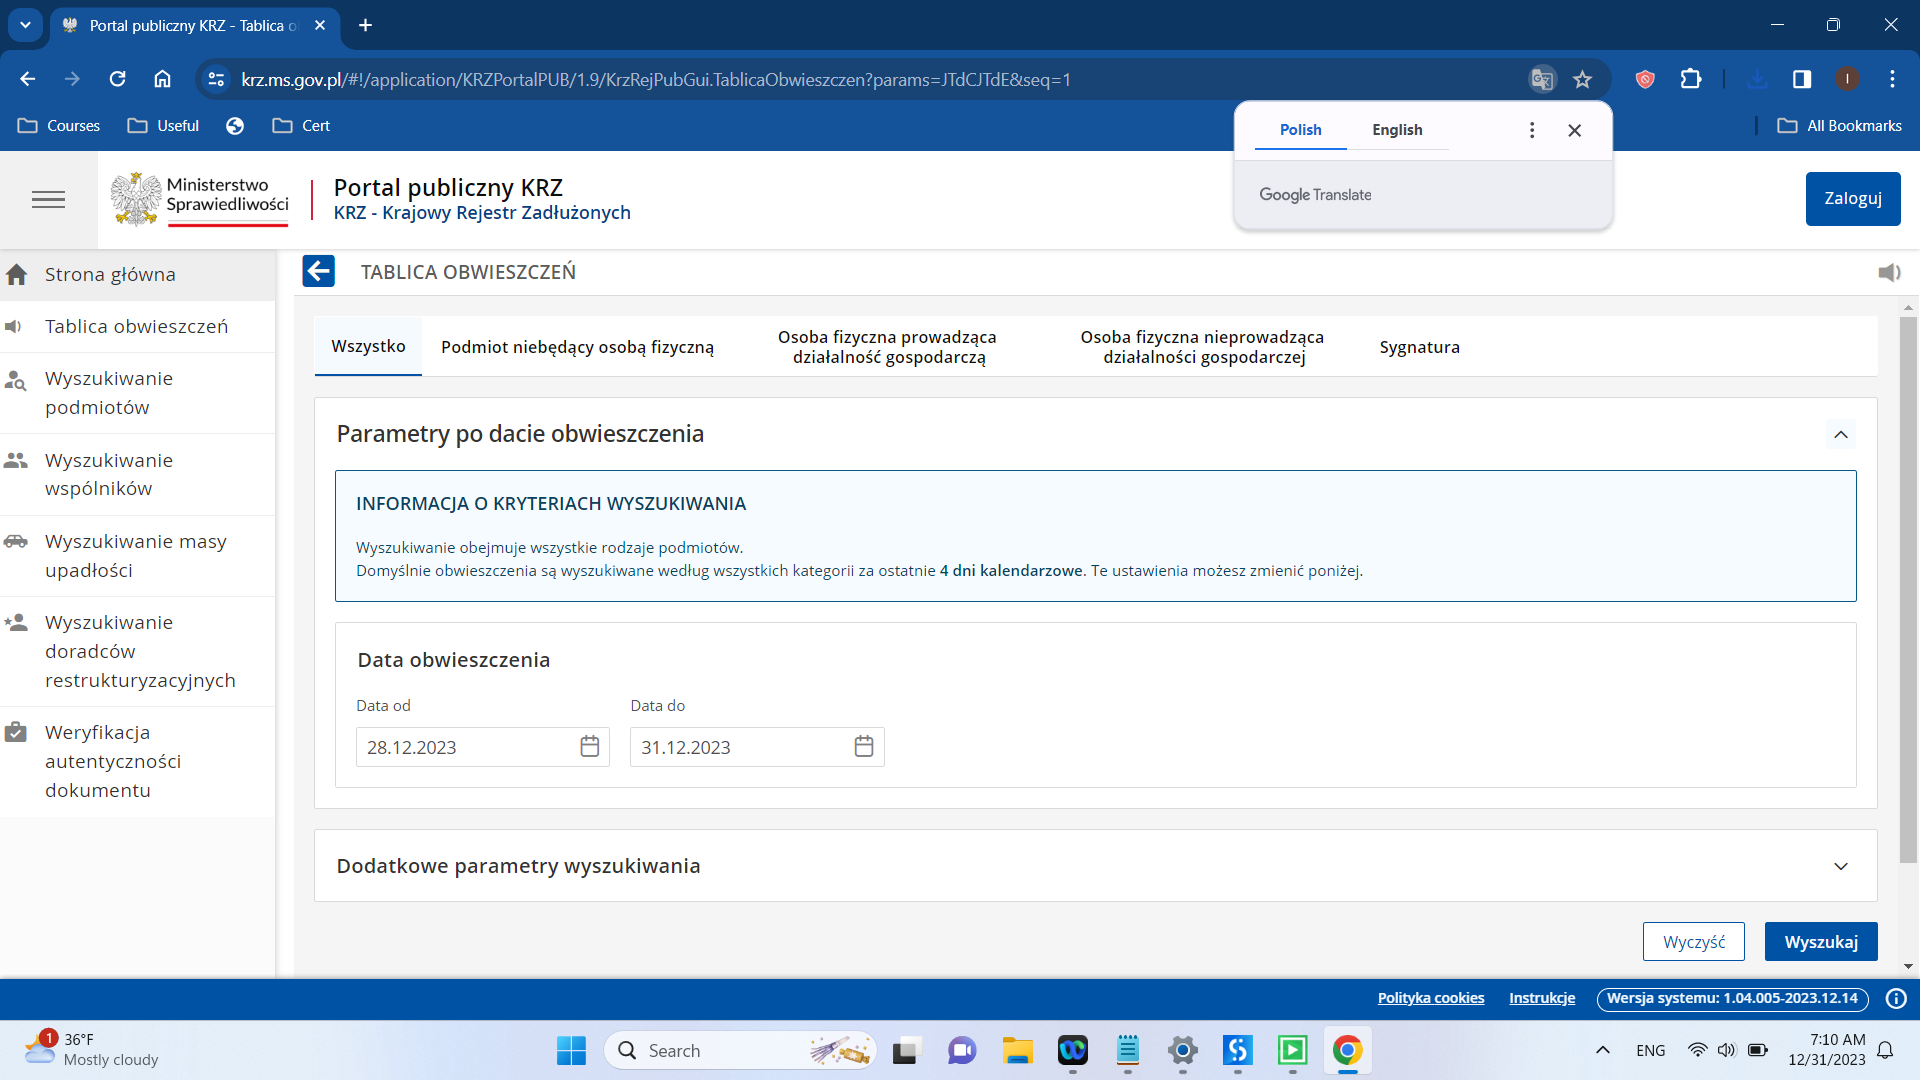 Portal publiczny KRZ - Tablica o
krz.ms.gov.pl/#!/application/KRZPortalPUB/1.9/KrzRejPubGui.TablicaObwieszczen?params=JTdCJTdE&seq=1
I
Courses
Useful
Cert
All Bookmarks
Polish
English
Google Translate
Ministerstwo
Sprawiedliwości
Portal publiczny KRZ
KRZ - Krajowy Rejestr Zadłużonych
Zaloguj
Strona główna
Tablica obwieszczeń
Wyszukiwanie
podmiotów
Wyszukiwanie
wspólników
Wyszukiwanie masy
upadłości
Wyszukiwanie
doradców
restrukturyzacyjnych
Weryfikacja
autentyczności
dokumentu
TABLICA OBWIESZCZEŃ
Wszystko
Podmiot niebędący osobą fizyczną
Osoba fizyczna prowadząca
działalność gospodarczą
Osoba fizyczna nieprowadząca
działalności gospodarczej
Sygnatura
Parametry po dacie obwieszczenia
INFORMACJA O KRYTERIACH WYSZUKIWANIA
Wyszukiwanie obejmuje wszystkie rodzaje podmiotów.
Domyślnie obwieszczenia są wyszukiwane według wszystkich kategorii za ostatnie 4 dni kalendarzowe. Te ustawienia możesz zmienić poniżej.
Data obwieszczenia
Data od
Data do
28.12.2023
31.12.2023
Dodatkowe parametry wyszukiwania
Wyczyść
Wyszukaj
Polityka cookies
Instrukcje
Wersja systemu: 1.04.005-2023.12.14
1
36°F
Mostly cloudy
Search
ENG
7:10 AM
12/31/2023